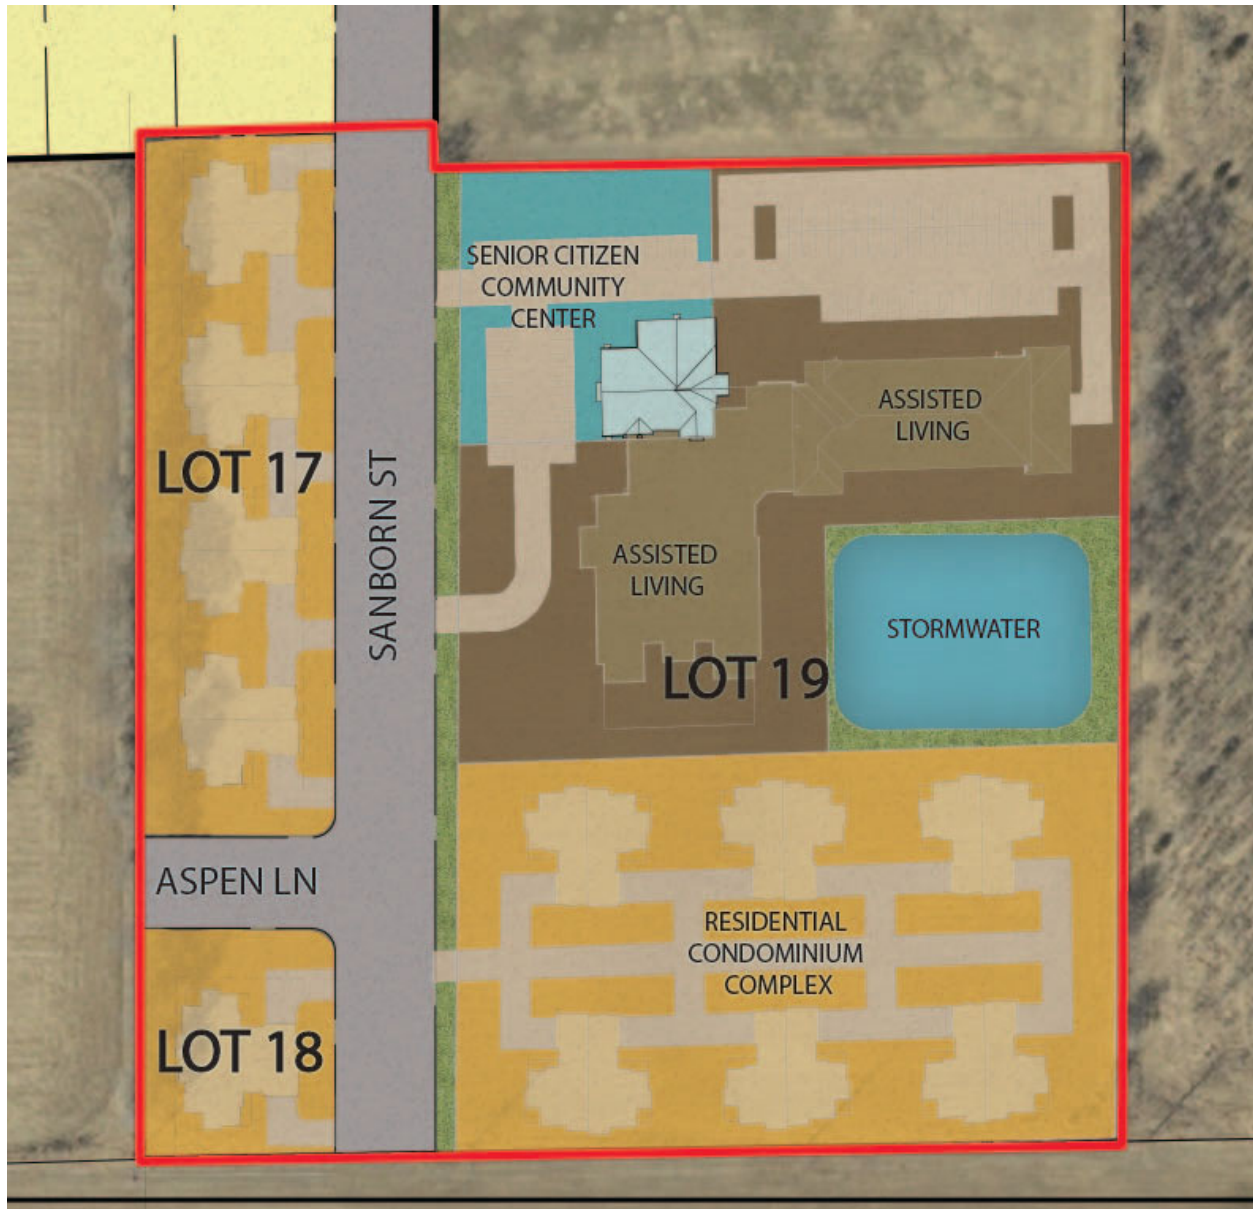 SENIOR CITIZEN
COMMUNITY
CENTER
ASSISTED
LIVING
LOT 17
SANBORN ST
ASSISTED
LIVING
STORMWATER
LOT 19
ASPEN LN
RESIDENTIAL
CONDOMINIUM
COMPLEX
LOT 18